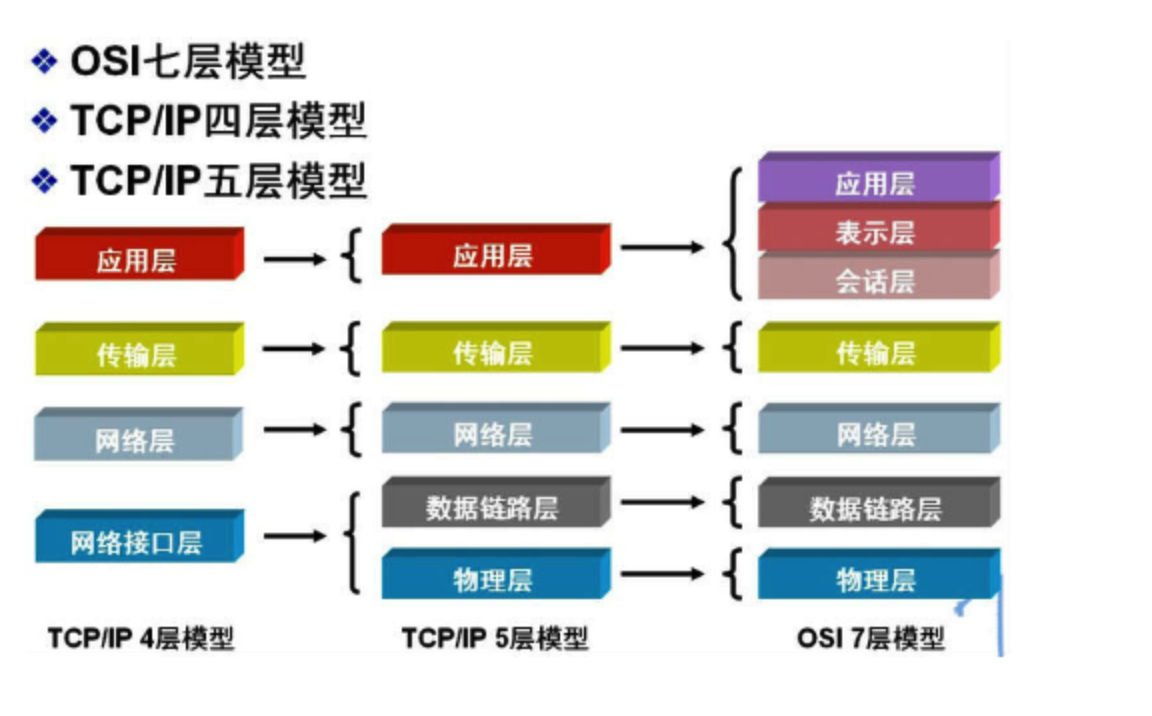 OSI七层模型
TCP/IP四层模型
TCP/IP五层模型
应用层
传输层
网络层
网络接口层
TCP/IP 4层模型
应用层
传输层
网络层
数据链路层
物理层
TCP/IP 5层模型
应用层
表示层
会话层
传输层
网络层
数据链路层
物理层
OSI 7层模型